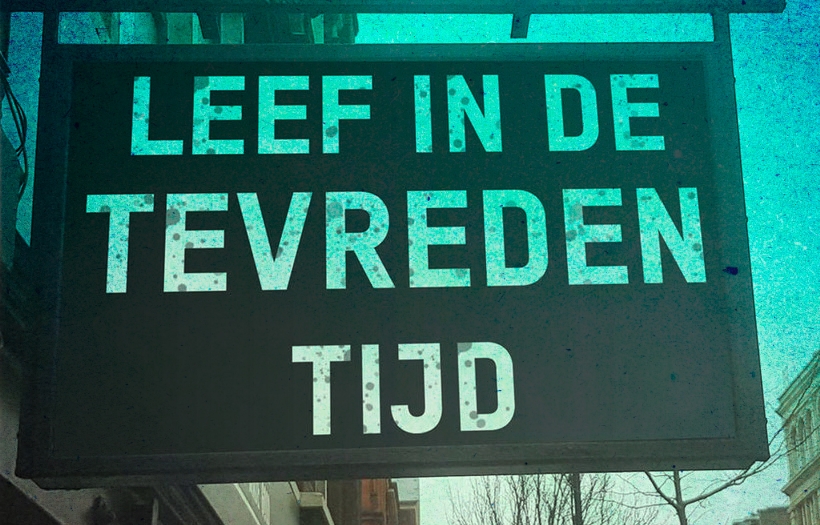 LEEF IN DE
TEVREDEN
TIJD